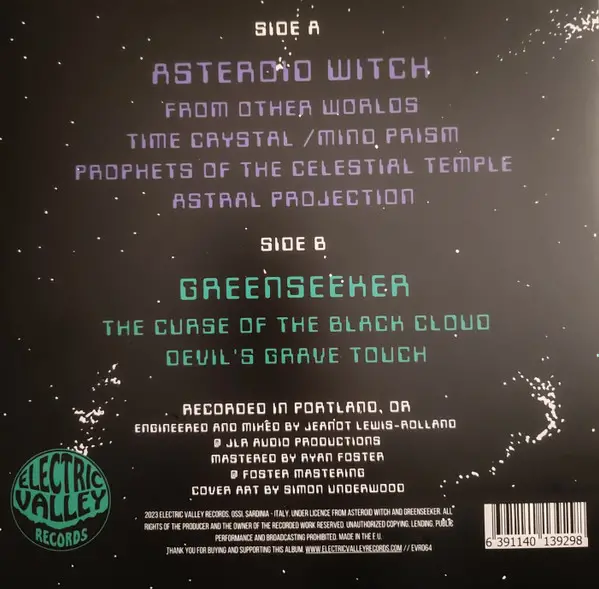 SIDE A
ASTEROID WITCH
FROM OTHER WORLDS
TIME CRYSTAL /MIND PRISM
PROPHETS OF THE CELESTIAL TEMPLE
ASTRAL PROJECTION
SIDE B
GREENSEEKER
THE CURSE OF THE BLACK CLOUD
DEVIL'S GRAVE TOUCH
RECORDED IN PORTLAND, OR
ENGINEERED AND MIXED BY JEANOT LEWIS-ROLLAND
@ JLR AUDIO PRODUCTIONS
MASTERED BY RYAN FOSTER
@ FOSTER MASTERING
COVER ART BY SIMON UNDERWOOD
ELECTRIC
VALLEY
RECORDS
2023 ELECTRIC VALLEY RECORDS. OSSI, SARDINIA - ITALY. UNDER LICENCE FROM ASTEROID WITCH AND GREENSEEKER. ALL
RIGHTS OF THE PRODUCER AND THE OWNER OF THE RECORDED WORK RESERVED. UNAUTHORIZED COPYING, LENDING, PUBLIC
PERFORMANCE AND BROADCASTING PROHIBITED. MADE IN THE E.U.
THANK YOU FOR BUYING AND SUPPORTING THIS ALBUM. WWW.ELECTRICVALLEYRECORDS.COM // EVR064
6 391140 139298